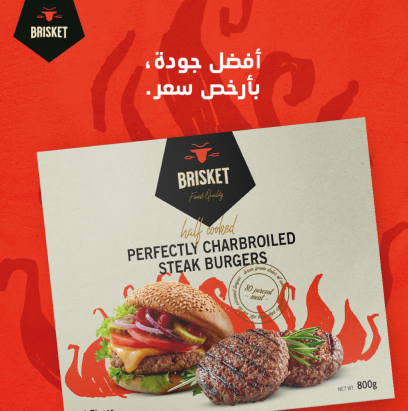 BRISKET
أفضل جودة،
بأرخص سعر.
BRISKET
Finest Quality
half cooked
PERFECTLY CHARBROILED
STEAK BURGERS
80 percent
meat
NET WT. 800g